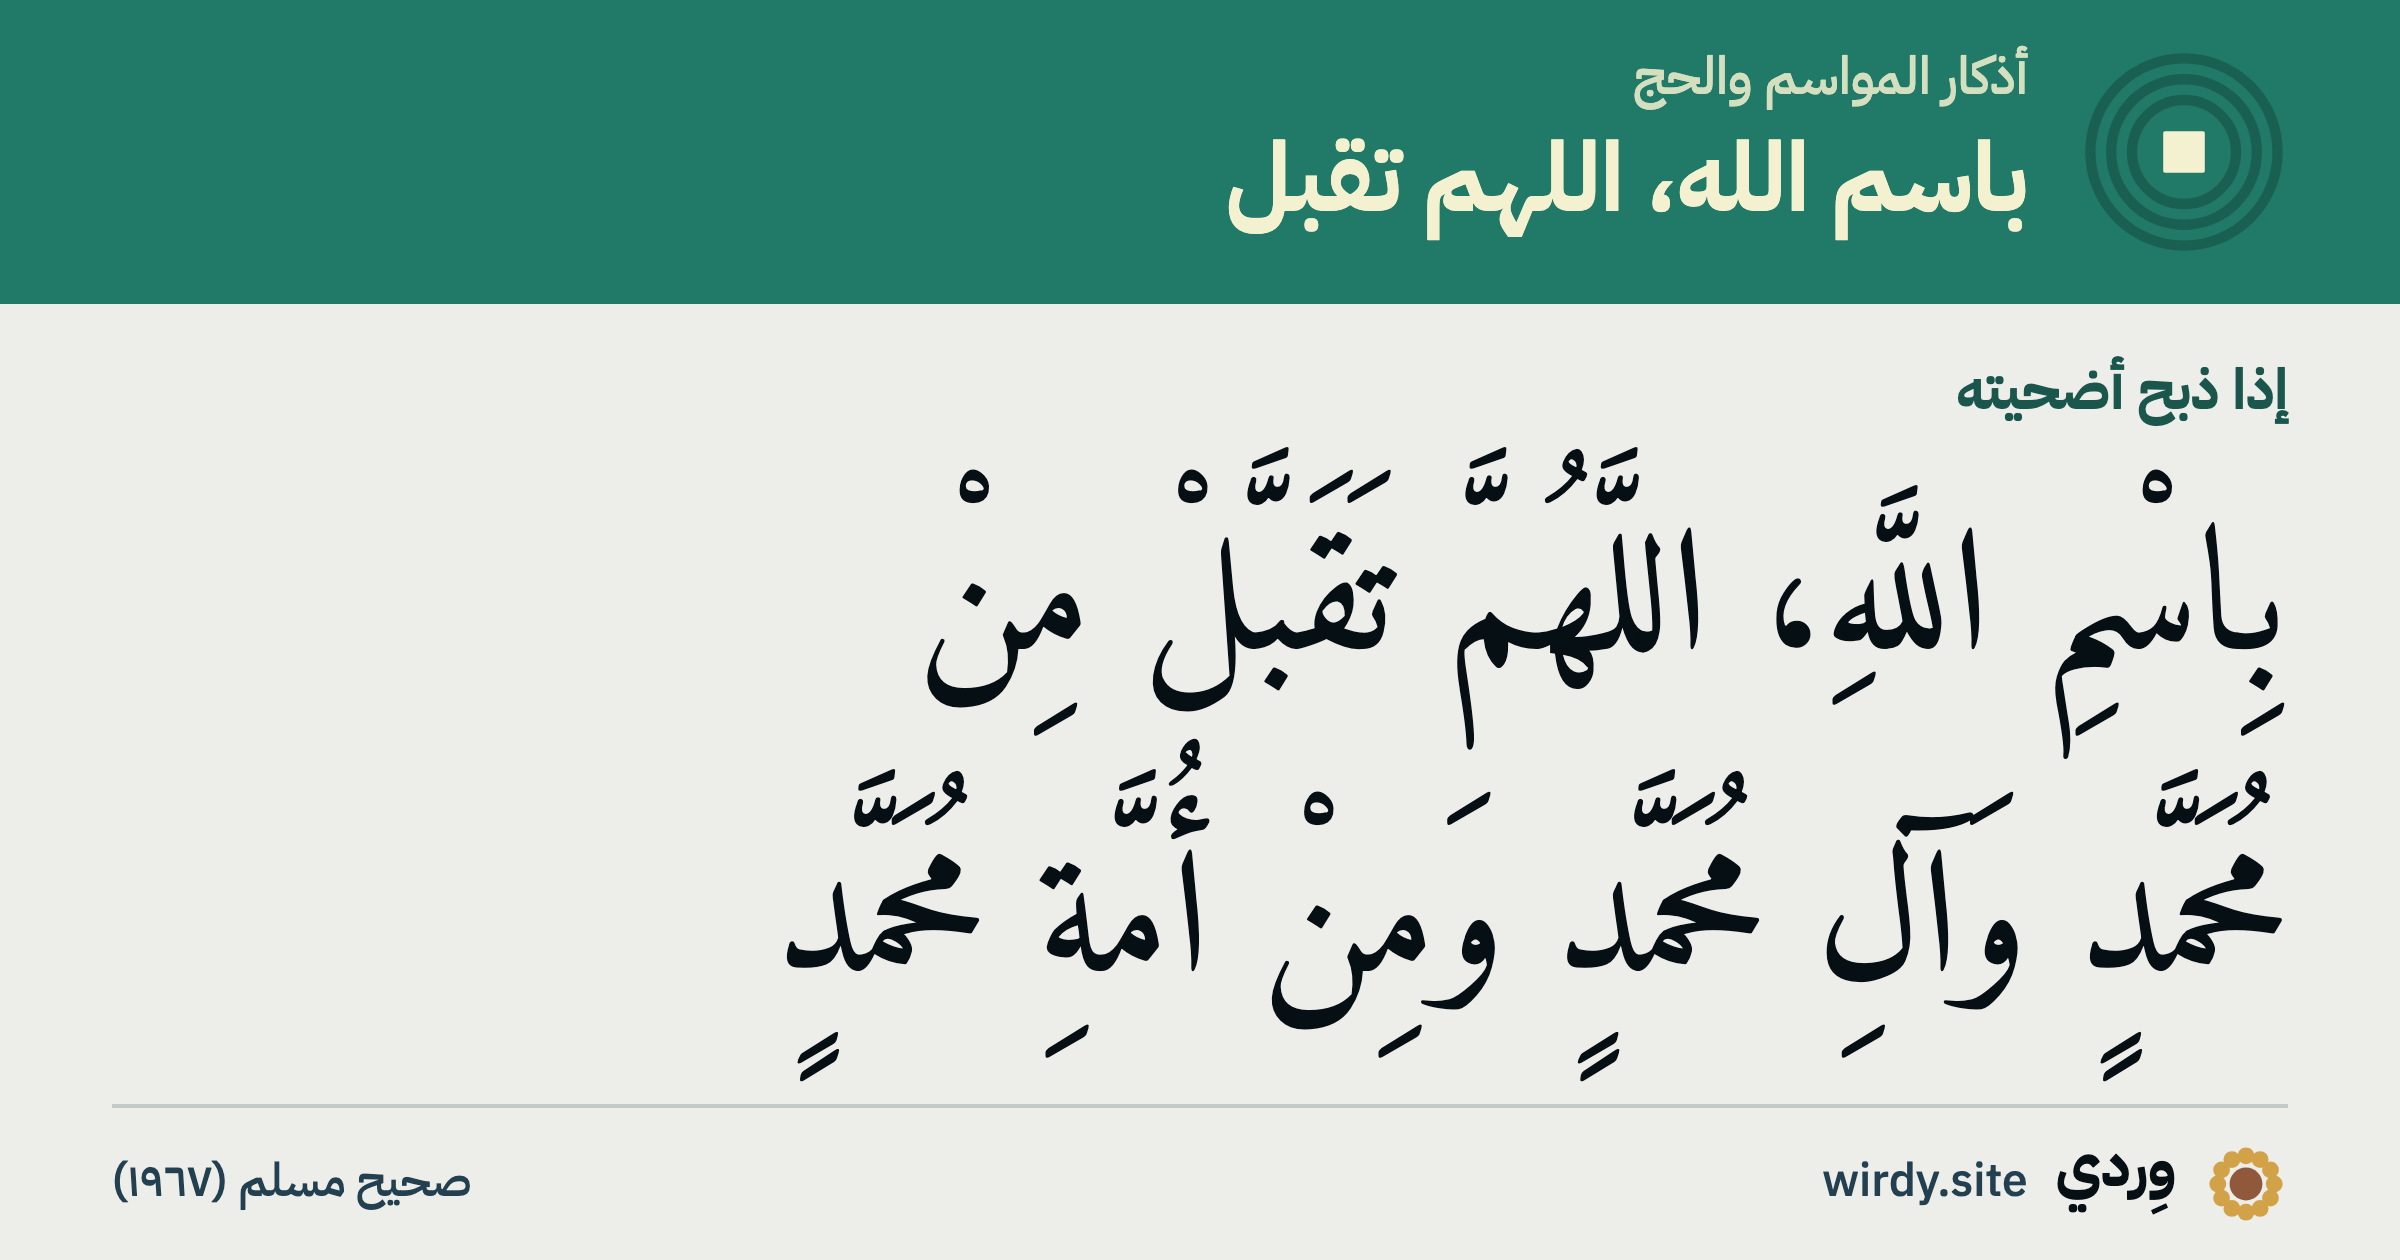 أذكار المواسم والحج
باسم الله، اللهم تقبل
إذا ذبح أضحيته
بِاسْمِ اللَّهِ، اللَّهُمَّ تَقَبَّلْ مِنْ
مُحَمَّدٍ وَآلِ مُحَمَّدٍ وَمِنْ أُمَّةِ مُحَمَّدٍ
وِردي wirdy.site
صحيح مسلم (١٩٦٧)